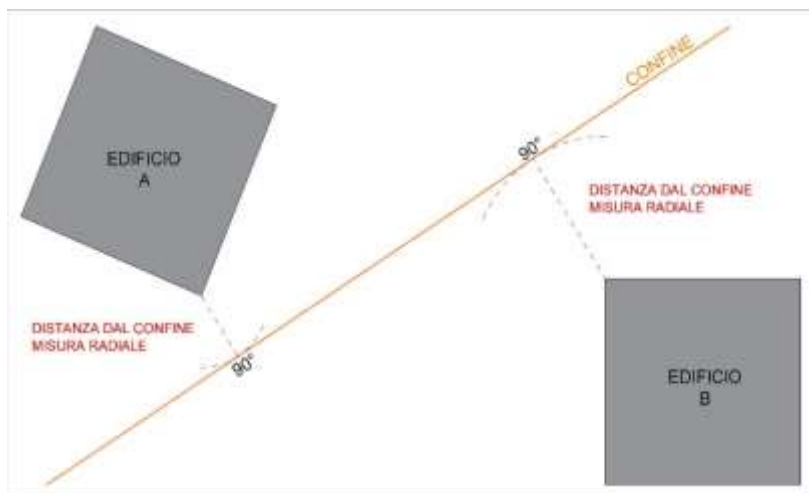 CONFINE
EDIFICIO
A
90°
DISTANZA DAL CONFINE
MISURA RADIALE
DISTANZA DAL CONFINE
MISURA RADIALE
90°
EDIFICIO
B